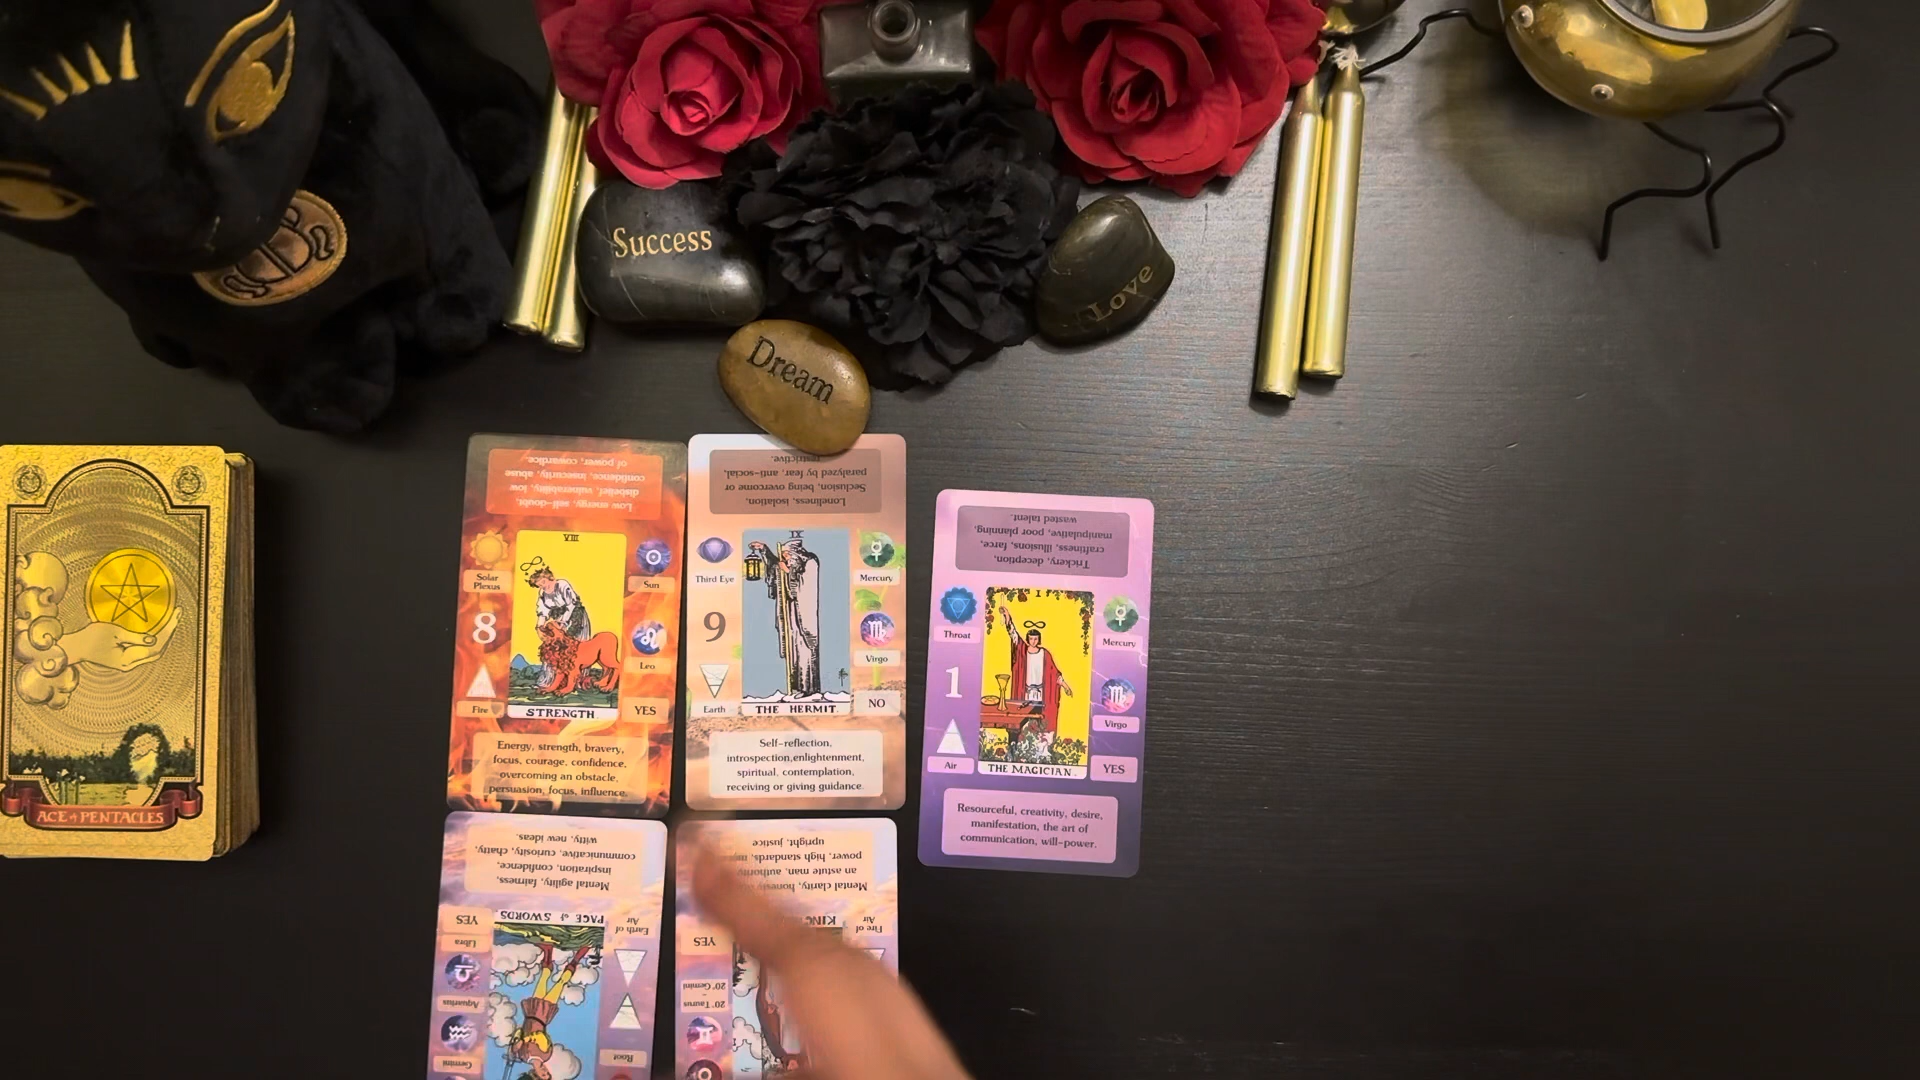 Success
Love
Dream
ACE of PENTACLES
Low energy, self-doubt,
disbelief, vulnerability, low
confidence, insecurity, abuse
of power, cowardice.
VIII
Solar
Plexus
Sun
8
Leo
Fire
STRENGTH
YES
Energy, strength, bravery,
focus, courage, confidence,
overcoming an obstacle,
persuasion, focus, influence.
Loneliness, isolation,
Seclusion, being overcome or
paralyzed by fear, anti-social,
restrictive.
IX
Third Eye
Mercury
9
Virgo
Earth
THE HERMIT.
NO
Self-reflection,
introspection,enlightenment,
spiritual, contemplation,
receiving or giving guidance.
Trickery, deception,
craftiness, illusions, farce,
manipulative, poor planning,
wasted talent.
I
Throat
Mercury
1
Virgo
Air
THE MAGICIAN.
YES
Resourceful, creativity, desire,
manifestation, the art of
communication, will-power.
Mental agility, fairness,
inspiration, confidence,
communicative, curiosity, chatty,
witty, new ideas.
PAGE of SWORDS
Earth of
Air
YES
Libra
Aquarius
Gemini
Root
Mental clarity, honesty
an astute man, authority
power, high standards,
upright, justice
KING
Fire of
Air
YES
20° Taurus
-
20° Gemini